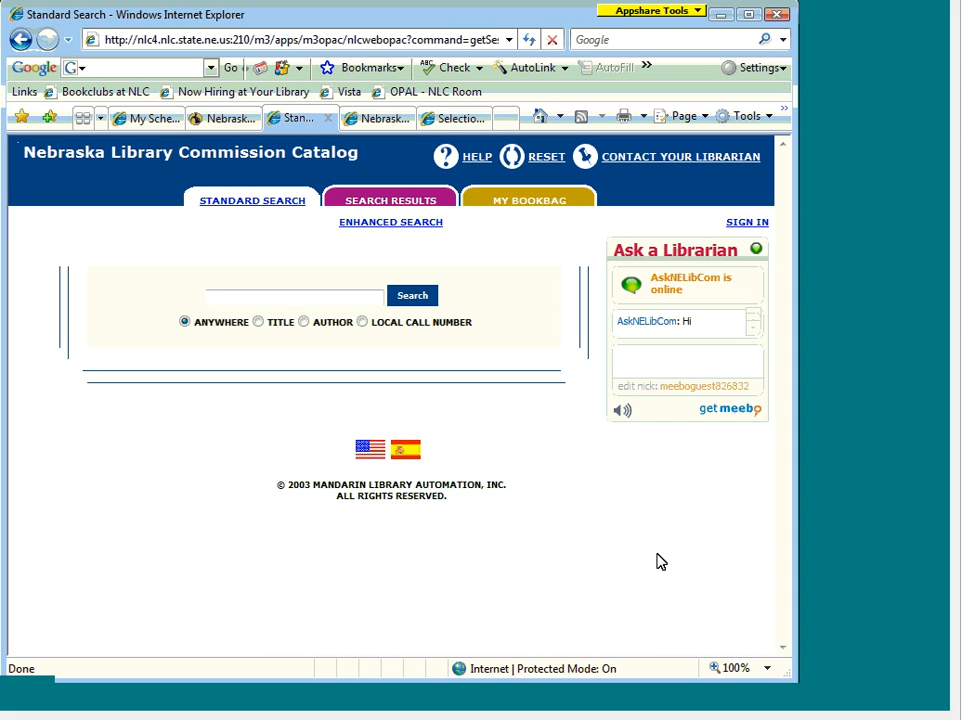 Standard Search - Windows Internet Explorer
Appshare Tools
http://nlc4.nlc.state.ne.us:210/m3/apps/m3opac/nlcwebopac?command=getSe:
Google
Google
G
Go
Bookmarks
Check
AutoLink
AutoFill
Settings
Links
Bookclubs at NLC
Now Hiring at Your Library
Vista
OPAL - NLC Room
My Sche...
Nebrask...
Stan...
Nebrask...
Selectio...
Page
Tools
Nebraska Library Commission Catalog
HELP
RESET
CONTACT YOUR LIBRARIAN
STANDARD SEARCH
SEARCH RESULTS
MY BOOKBAG
ENHANCED SEARCH
SIGN IN
Ask a Librarian
AskNELibCom is
online
AskNELibCom: Hi
Search
ANYWHERE
TITLE
AUTHOR
LOCAL CALL NUMBER
edit nick: meeboguest826832
get meebo
© 2003 MANDARIN LIBRARY AUTOMATION, INC.
ALL RIGHTS RESERVED.
Done
Internet | Protected Mode: On
100%